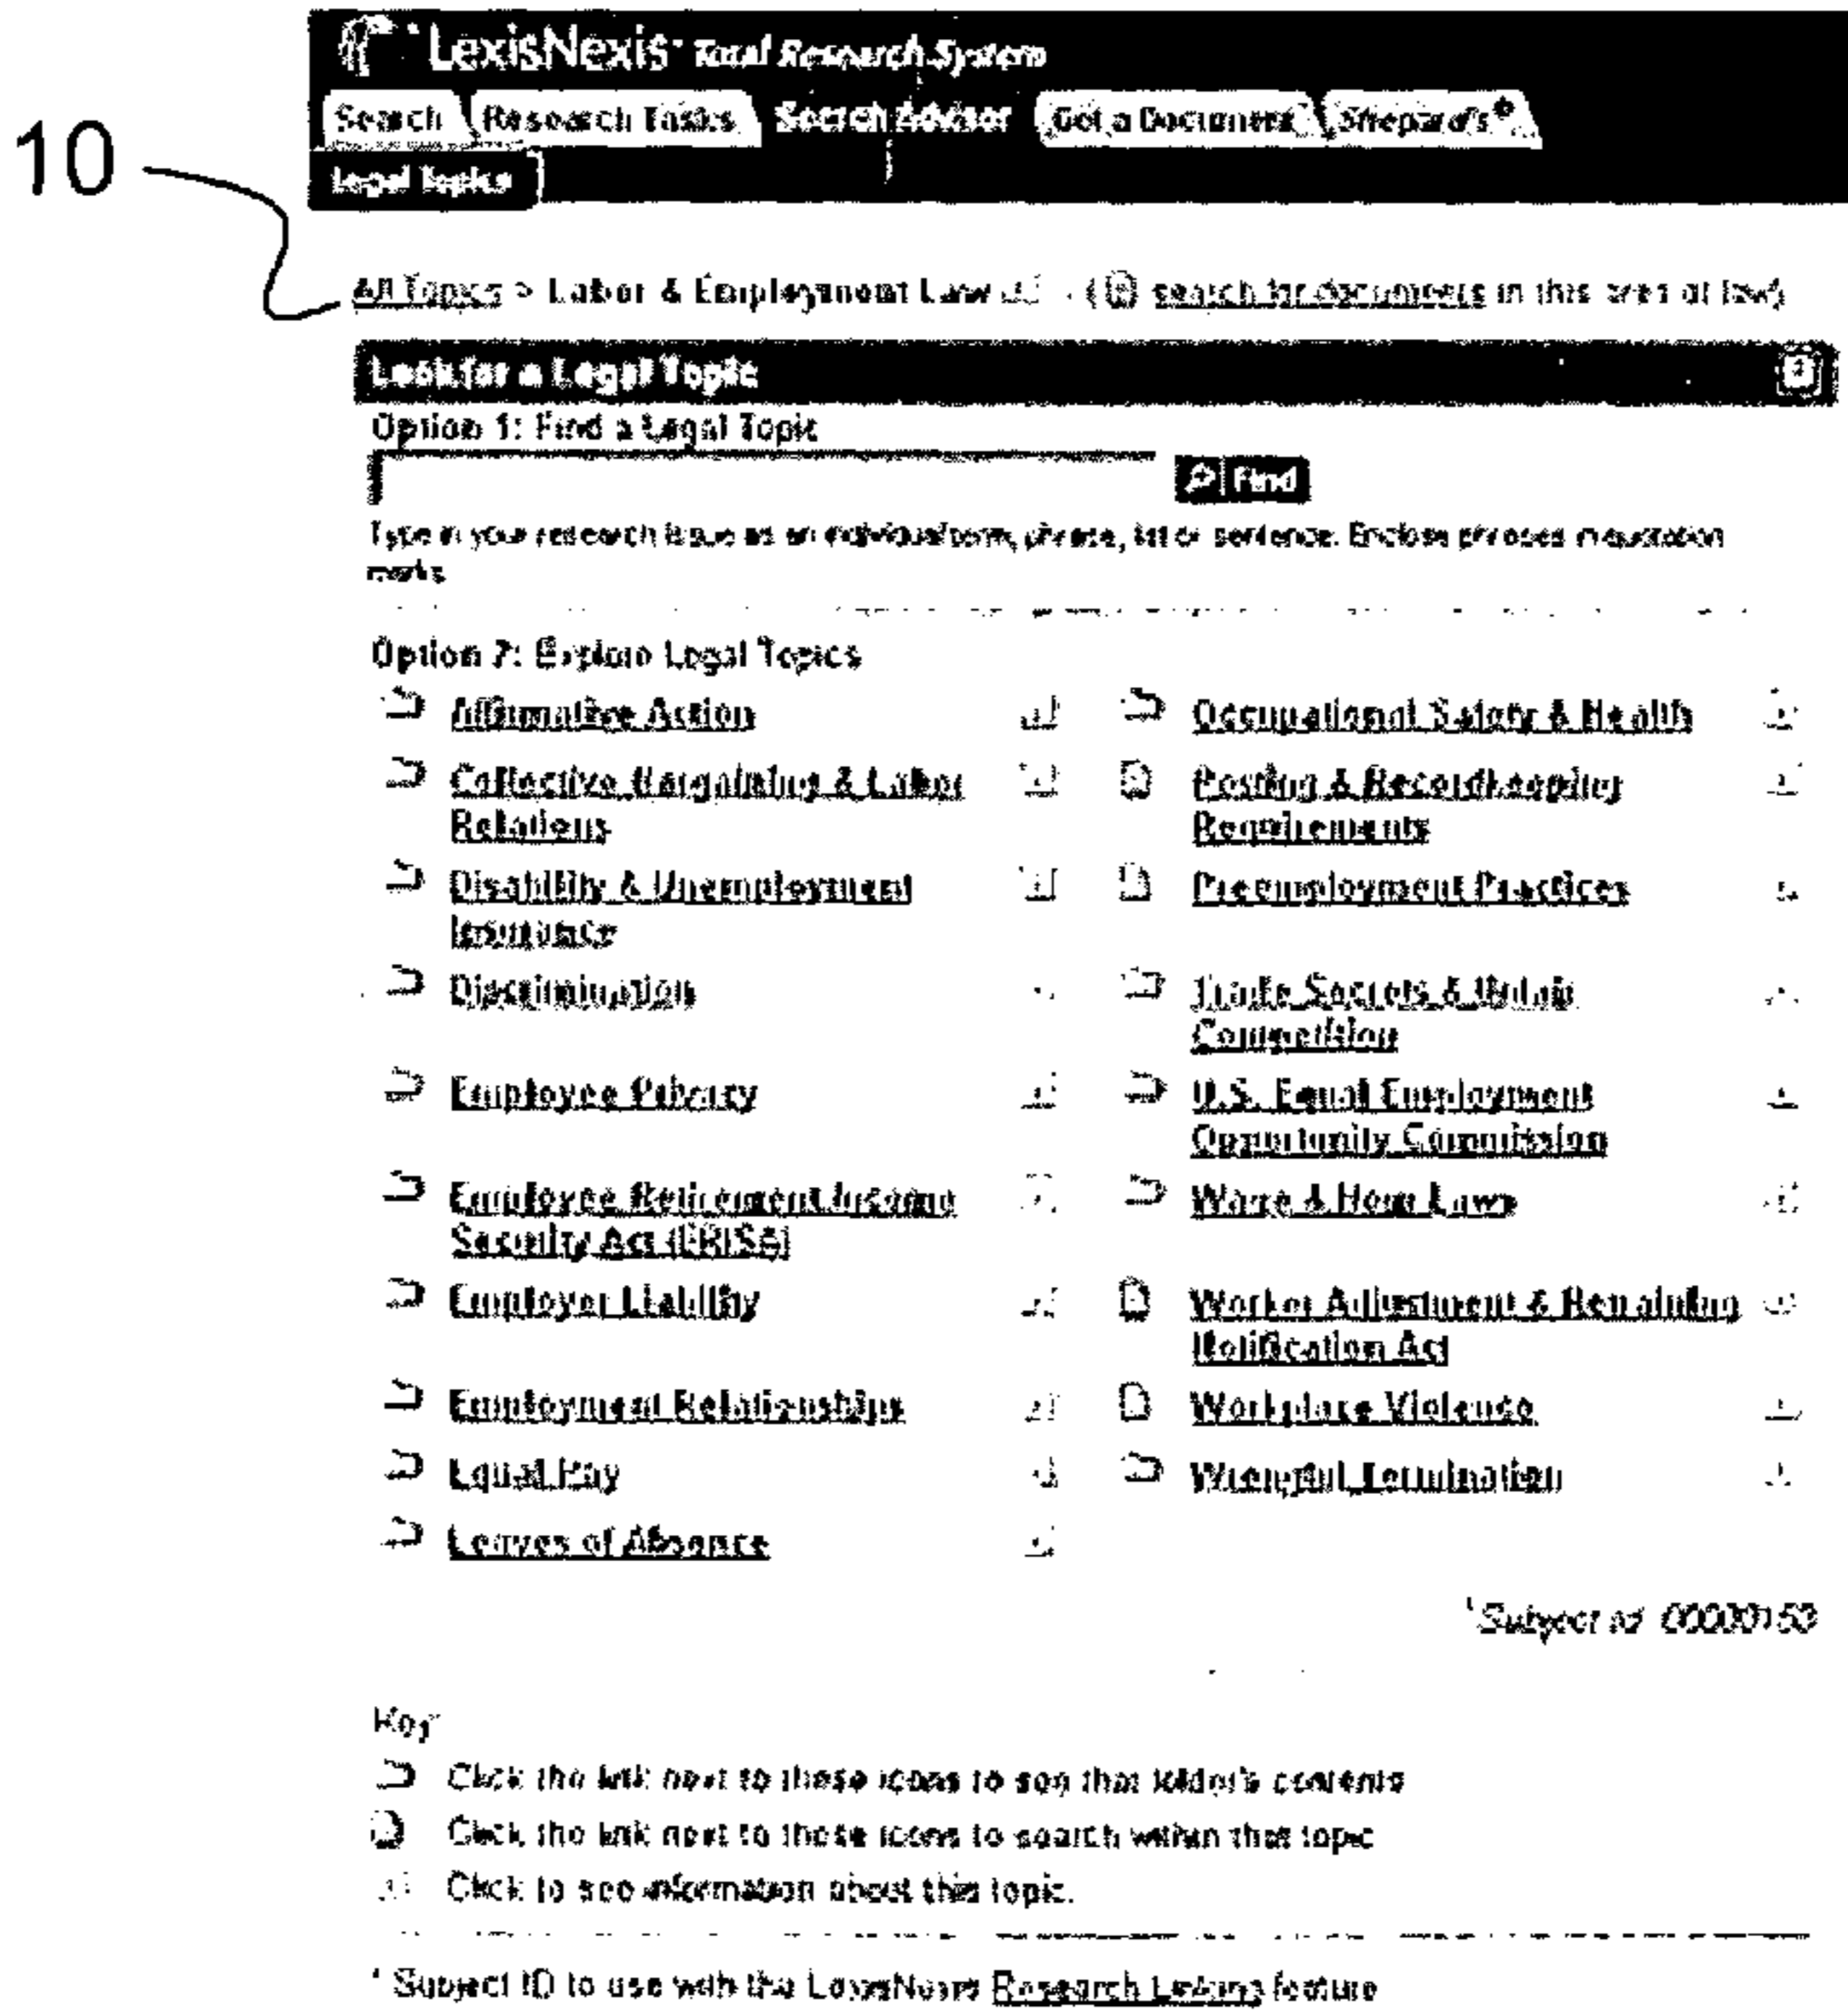 LexisNexis™ Total Research System
Search Research Tasks Search Advisor Get a Document Shepard's®
Legal Topics
10
All Topics > Labor & Employment Law i - ( search for documents in this area of law)
Look for a Legal Topic
Option 1: Find a Legal Topic
Find
Type in your research issue as an individual term, phrase, list or sentence. Enclose phrases in quotation
marks
Option 2: Explore Legal Topics
Affirmative Action
Occupational Safety & Health
Collective Bargaining & Labor
Relations
Posting & Recordkeeping
Requirements
Disability & Unemployment
Insurance
Preemployment Practices
Discrimination
Trade Secrets & Unfair
Competition
Employee Privacy
U.S. Equal Employment
Opportunity Commission
Employee Retirement Income
Security Act (ERISA)
Wage & Hour Laws
Employer Liability
Worker Adjustment & Retraining
Notification Act
Employment Relationships
Workplace Violence
Equal Pay
Wrongful Termination
Leaves of Absence
Subject Id 00000150
Key
Click the link next to these icons to see that folder's contents
Click the link next to these icons to search within that topic
Click to see information about this topic.
* Subject ID to use with the LexisNexis Research Linking feature